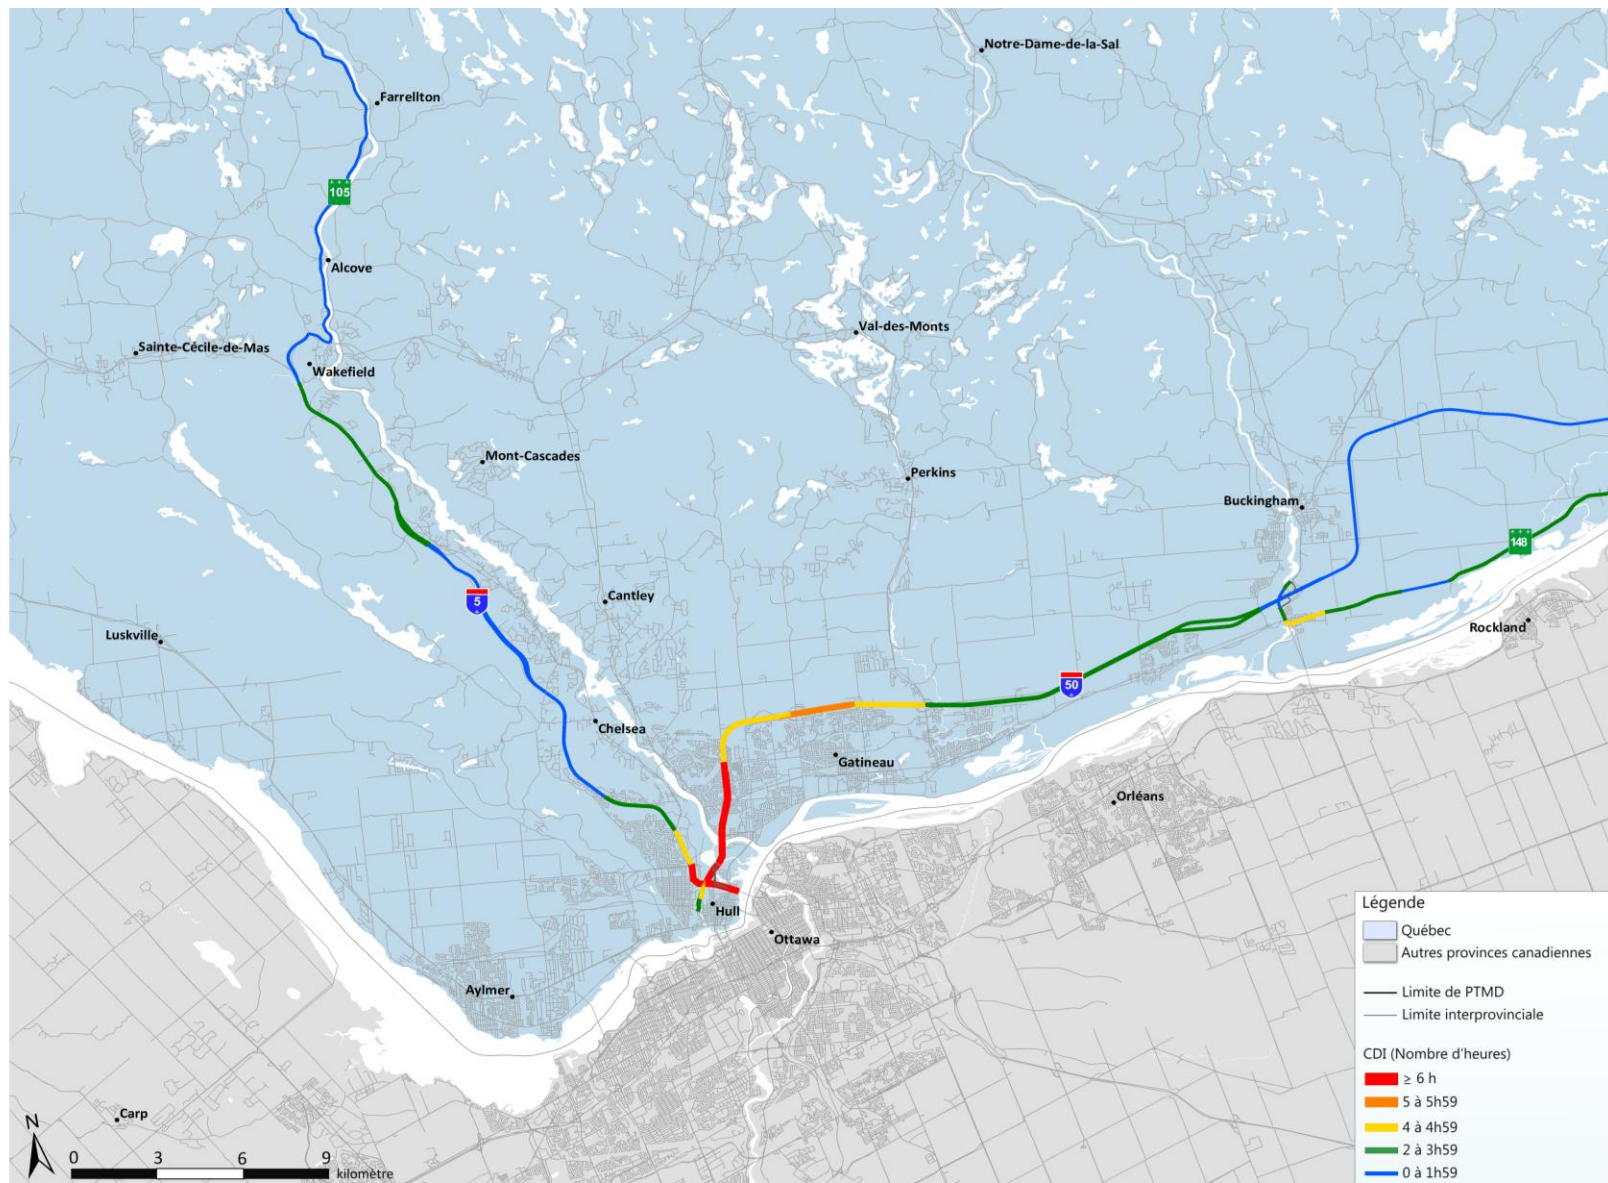 Notre-Dame-de-la-Sal
Farrellton
105
Alcove
Val-des-Monts
Sainte-Cécile-de-Mas
Wakefield
Mont-Cascades
Perkins
Buckingham
148
5
Cantley
Luskville
Rockland
50
Chelsea
Gatineau
Orléans
Hull
Ottawa
Aylmer
Carp
N
0 3 6 9
kilomètre
Légende
Québec
Autres provinces canadiennes
Limite de PTMD
Limite interprovinciale
CDI (Nombre d'heures)
≥ 6 h
5 à 5h59
4 à 4h59
2 à 3h59
0 à 1h59